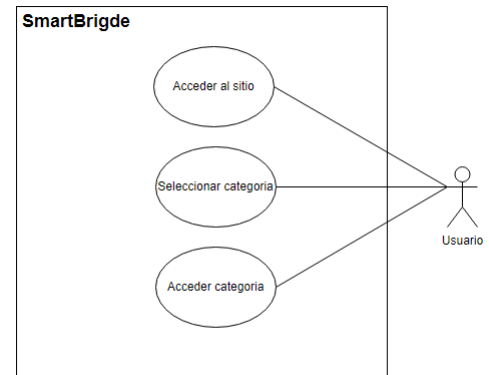 SmartBrigde
Acceder al sitio
Seleccionar categoria
Usuario
Acceder categoria